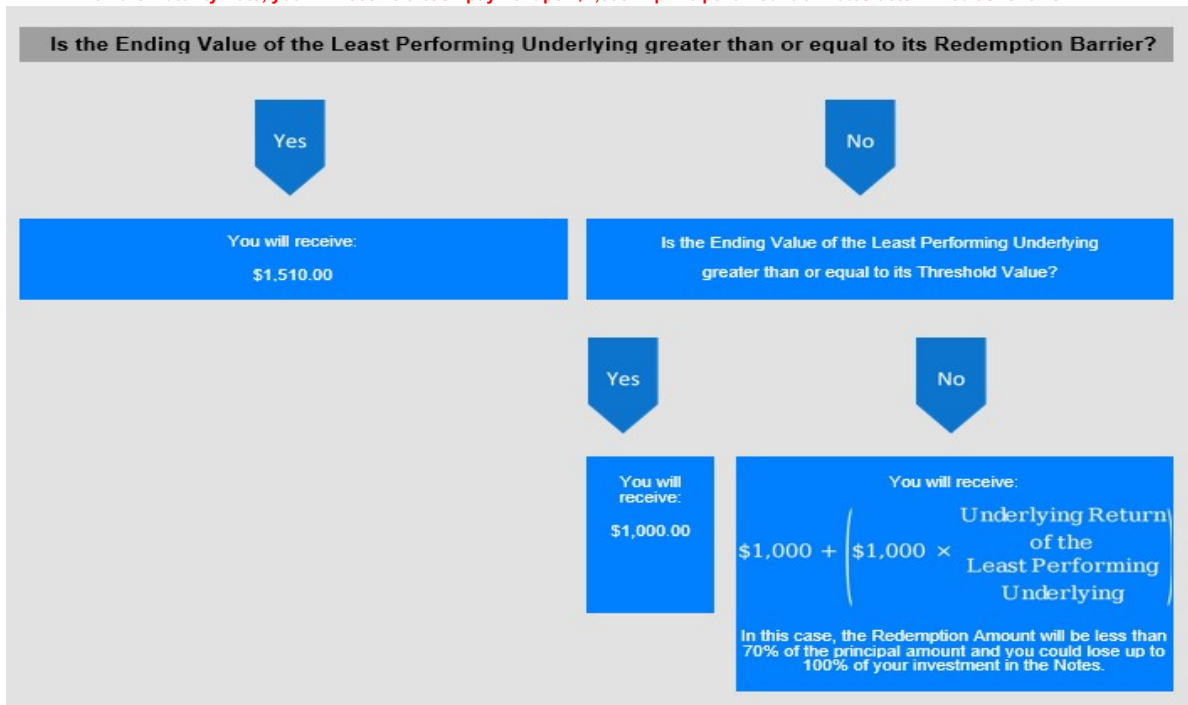 Is the Ending Value of the Least Performing Underlying greater than or equal to its Redemption Barrier?
Yes
No
You will receive:
$1,510.00
Is the Ending Value of the Least Performing Underlying
greater than or equal to its Threshold Value?
Yes
No
You will
receive:
$1,000.00
You will receive:
$1,000 + ($1,000 × Underlying Return
of the
Least Performing
Underlying)
In this case, the Redemption Amount will be less than
70% of the principal amount and you could lose up to
100% of your investment in the Notes.